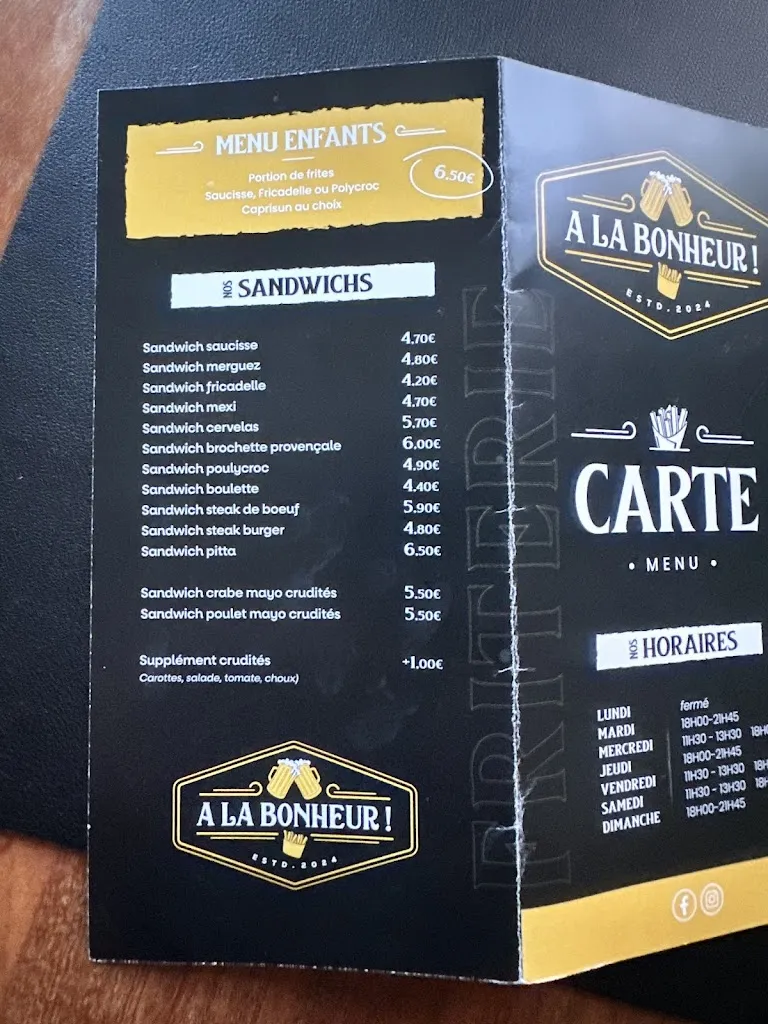 MENU ENFANTS
Portion de frites
Saucisse, Fricadelle ou Polycroc
Caprisun au choix
6.50€
NOS SANDWICHS
Sandwich saucisse 4.70€
Sandwich merguez 4.80€
Sandwich fricadelle 4.20€
Sandwich mexi 4.70€
Sandwich cervelas 5.70€
Sandwich brochette provençale 6.00€
Sandwich poulycroc 4.90€
Sandwich boulette 4.40€
Sandwich steak de boeuf 5.90€
Sandwich steak burger 4.80€
Sandwich pitta 6.50€
Sandwich crabe mayo crudités 5.50€
Sandwich poulet mayo crudités 5.50€
Supplément crudités +1.00€
Carottes, salade, tomate, choux)
A LA BONHEUR !
ESTD. 2024
FRITERIE
A LA BONHEUR !
ESTD. 2024
CARTE
• MENU •
NOS HORAIRES
LUNDI fermé
MARDI 18H00-21H45
MERCREDI 11H30 - 13H30 18H0
JEUDI 18H00-21H45
VENDREDI 11H30 - 13H30 18H
SAMEDI 11H30 - 13H30 18H
DIMANCHE 18H00-21H45